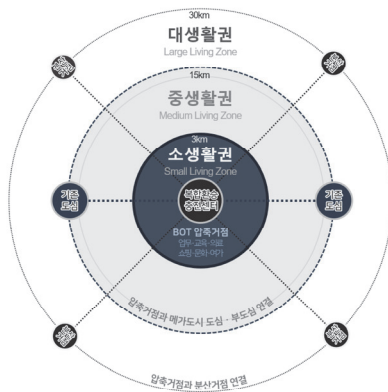 30km
대생활권
Large Living Zone
15km
중생활권
Medium Living Zone
3km
소생활권
Small Living Zone
기존
도심
복합환승
충전센터
기존
도심
BOT 압축거점
업무·교육·의료
쇼핑·문화·여가
압축거점과 메가도시 도심 · 부도심 연결
압축거점과 분산거점 연결